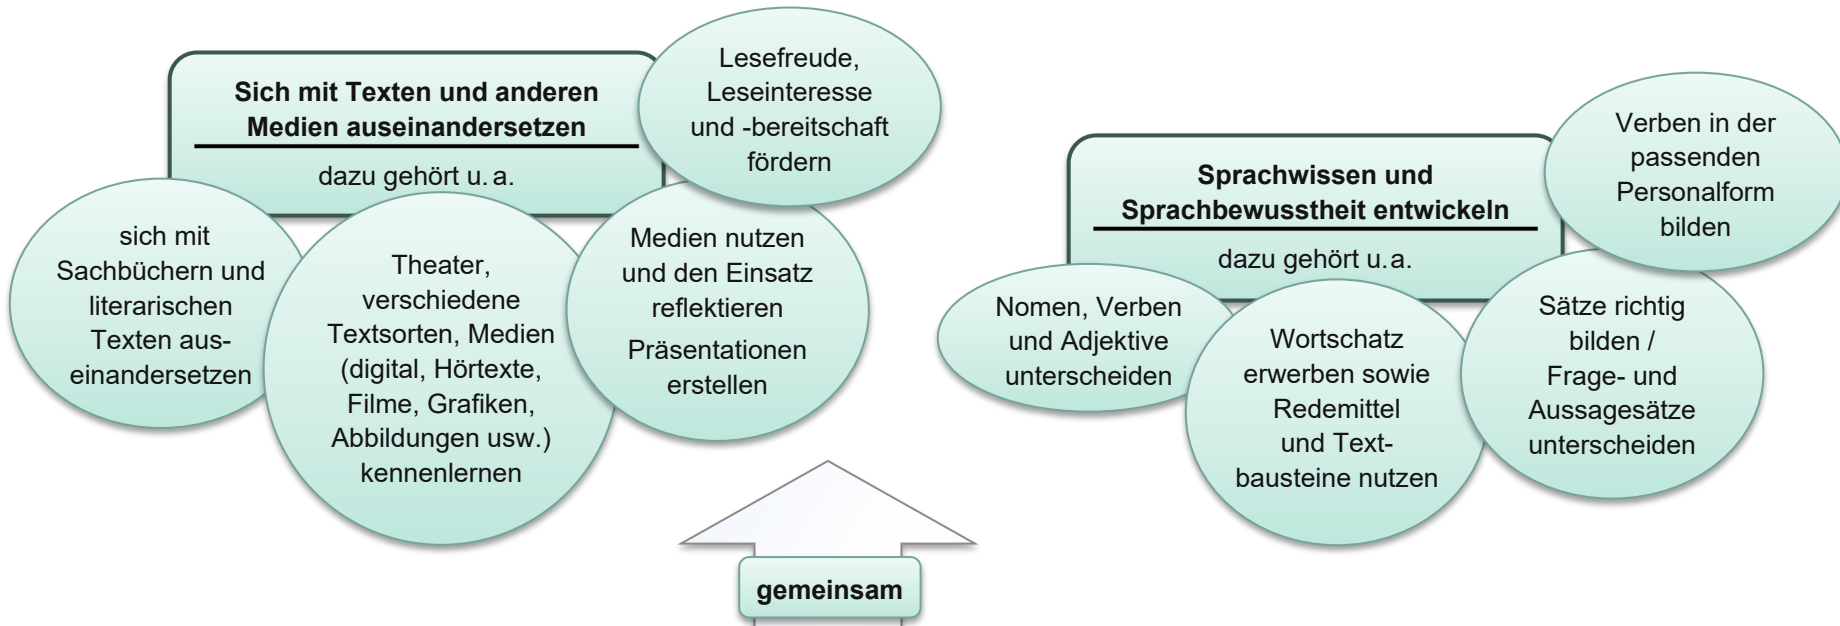 Sich mit Texten und anderen
Medien auseinandersetzen
dazu gehört u. a.
Lesefreude,
Leseinteresse
und -bereitschaft
fördern
sich mit
Sachbüchern und
literarischen
Texten aus-
einandersetzen
Theater,
verschiedene
Textsorten, Medien
(digital, Hörtexte,
Filme, Grafiken,
Abbildungen usw.)
kennenlernen
Medien nutzen
und den Einsatz
reflektieren
Präsentationen
erstellen
Sprachwissen und
Sprachbewusstheit entwickeln
dazu gehört u. a.
Verben in der
passenden
Personalform
bilden
Nomen, Verben
und Adjektive
unterscheiden
Wortschatz
erwerben sowie
Redemittel
und Text-
bausteine nutzen
Sätze richtig
bilden /
Frage- und
Aussagesätze
unterscheiden
gemeinsam